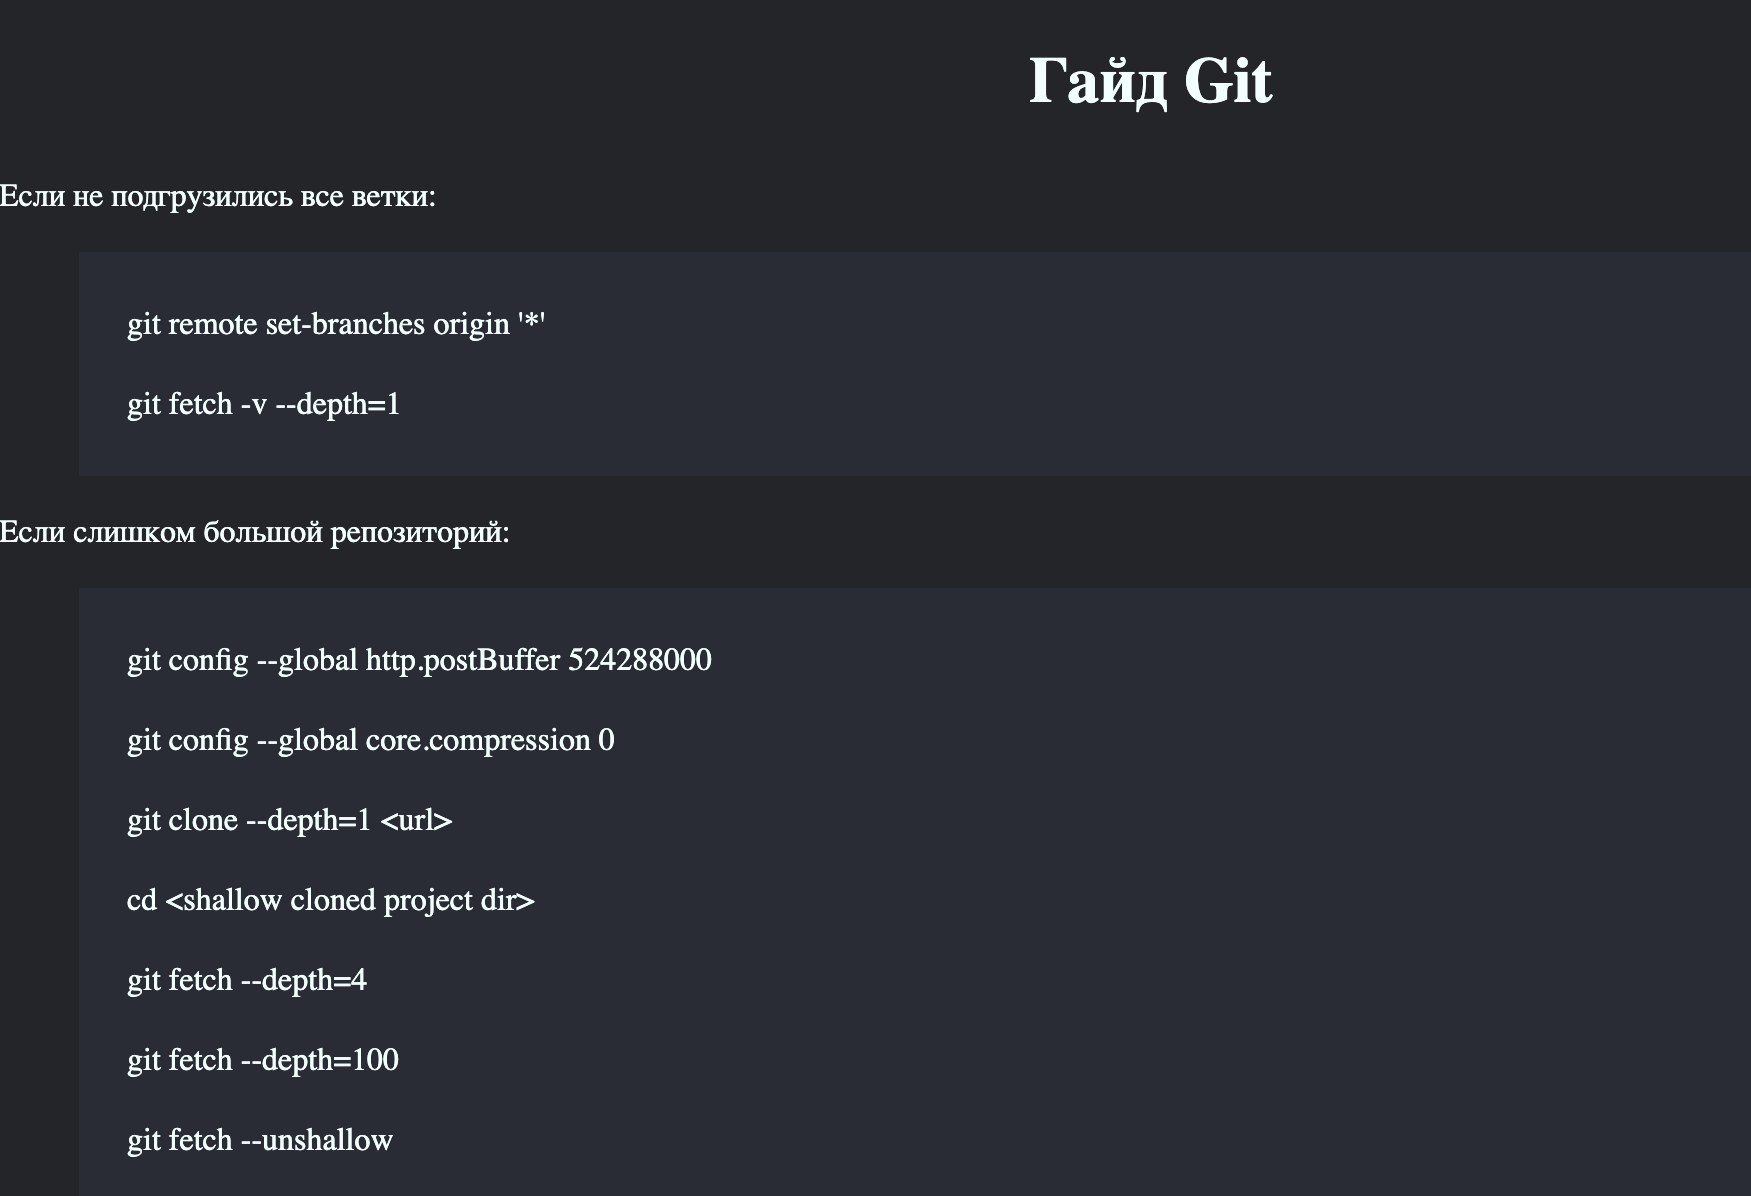 Гайд Git
Если не подгрузились все ветки:
git remote set-branches origin '*'
git fetch -v --depth=1
Если слишком большой репозиторий:
git config --global http.postBuffer 524288000
git config --global core.compression 0
git clone --depth=1 <url>
cd <shallow cloned project dir>
git fetch --depth=4
git fetch --depth=100
git fetch --unshallow